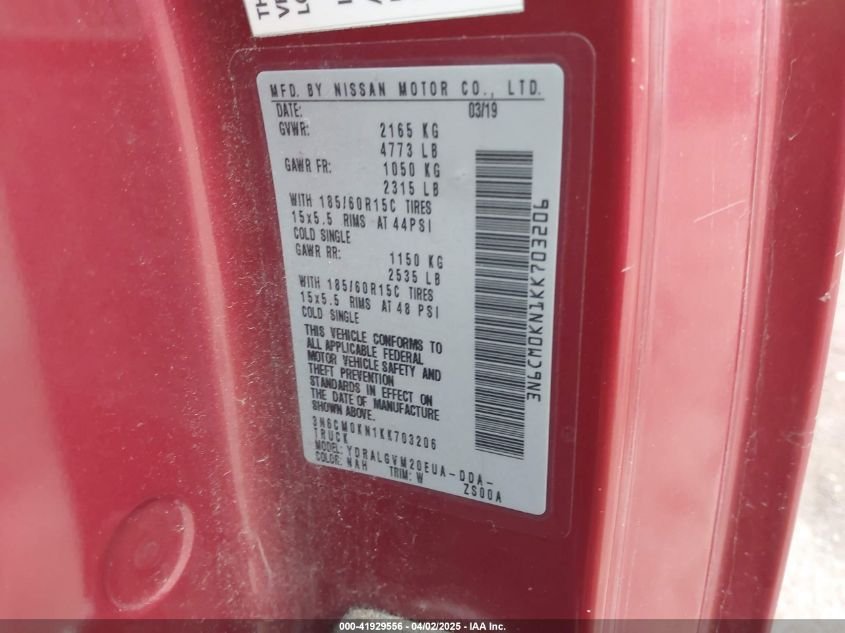 MFD. BY NISSAN MOTOR CO., LTD.
DATE: 03/19
GVWR: 2165 KG
4773 LB
GAWR FR: 1050 KG
2315 LB
WITH 185/60R15C TIRES
15x5.5 RIMS AT 44PSI
COLD SINGLE
GAWR RR: 1150 KG
2535 LB
WITH 185/60R15C TIRES
15x5.5 RIMS AT 48 PSI
COLD SINGLE
THIS VEHICLE CONFORMS TO
ALL APPLICABLE FEDERAL
MOTOR VEHICLE SAFETY AND
THEFT PREVENTION
STANDARDS IN EFFECT ON
THE DATE OF MANUFACTURE
SHOWN ABOVE.
3N6CM0KN1KK703206
TRUCK
MODEL: YDRALGVM20EUA-DDA-
COLOR: NAH TRIM: W ZS00A
3N6CM0KN1KK703206
000-41929556 | 04/02/2025 - IAA Inc.